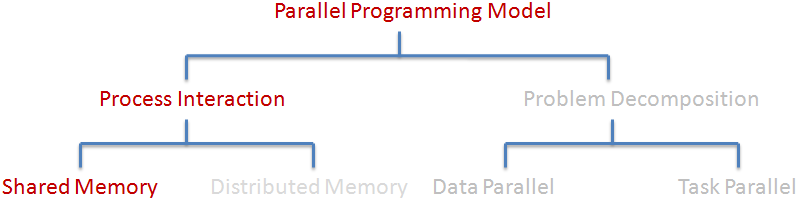 Parallel Programming Model
Process Interaction Problem Decomposition
Shared Memory Distributed Memory Data Parallel Task Parallel